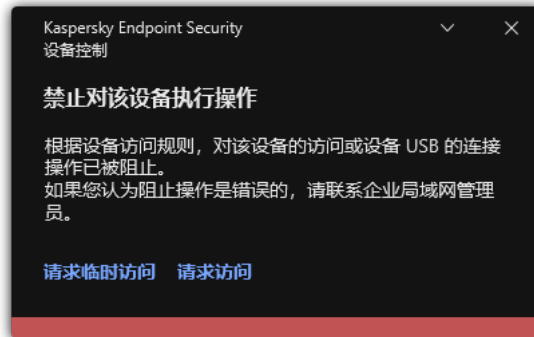 Kaspersky Endpoint Security
设备控制
禁止对该设备执行操作
根据设备访问规则，对该设备的访问或设备 USB 的连接
操作已被阻止。
如果您认为阻止操作是错误的，请联系企业局域网管理
员。
请求临时访问 请求访问